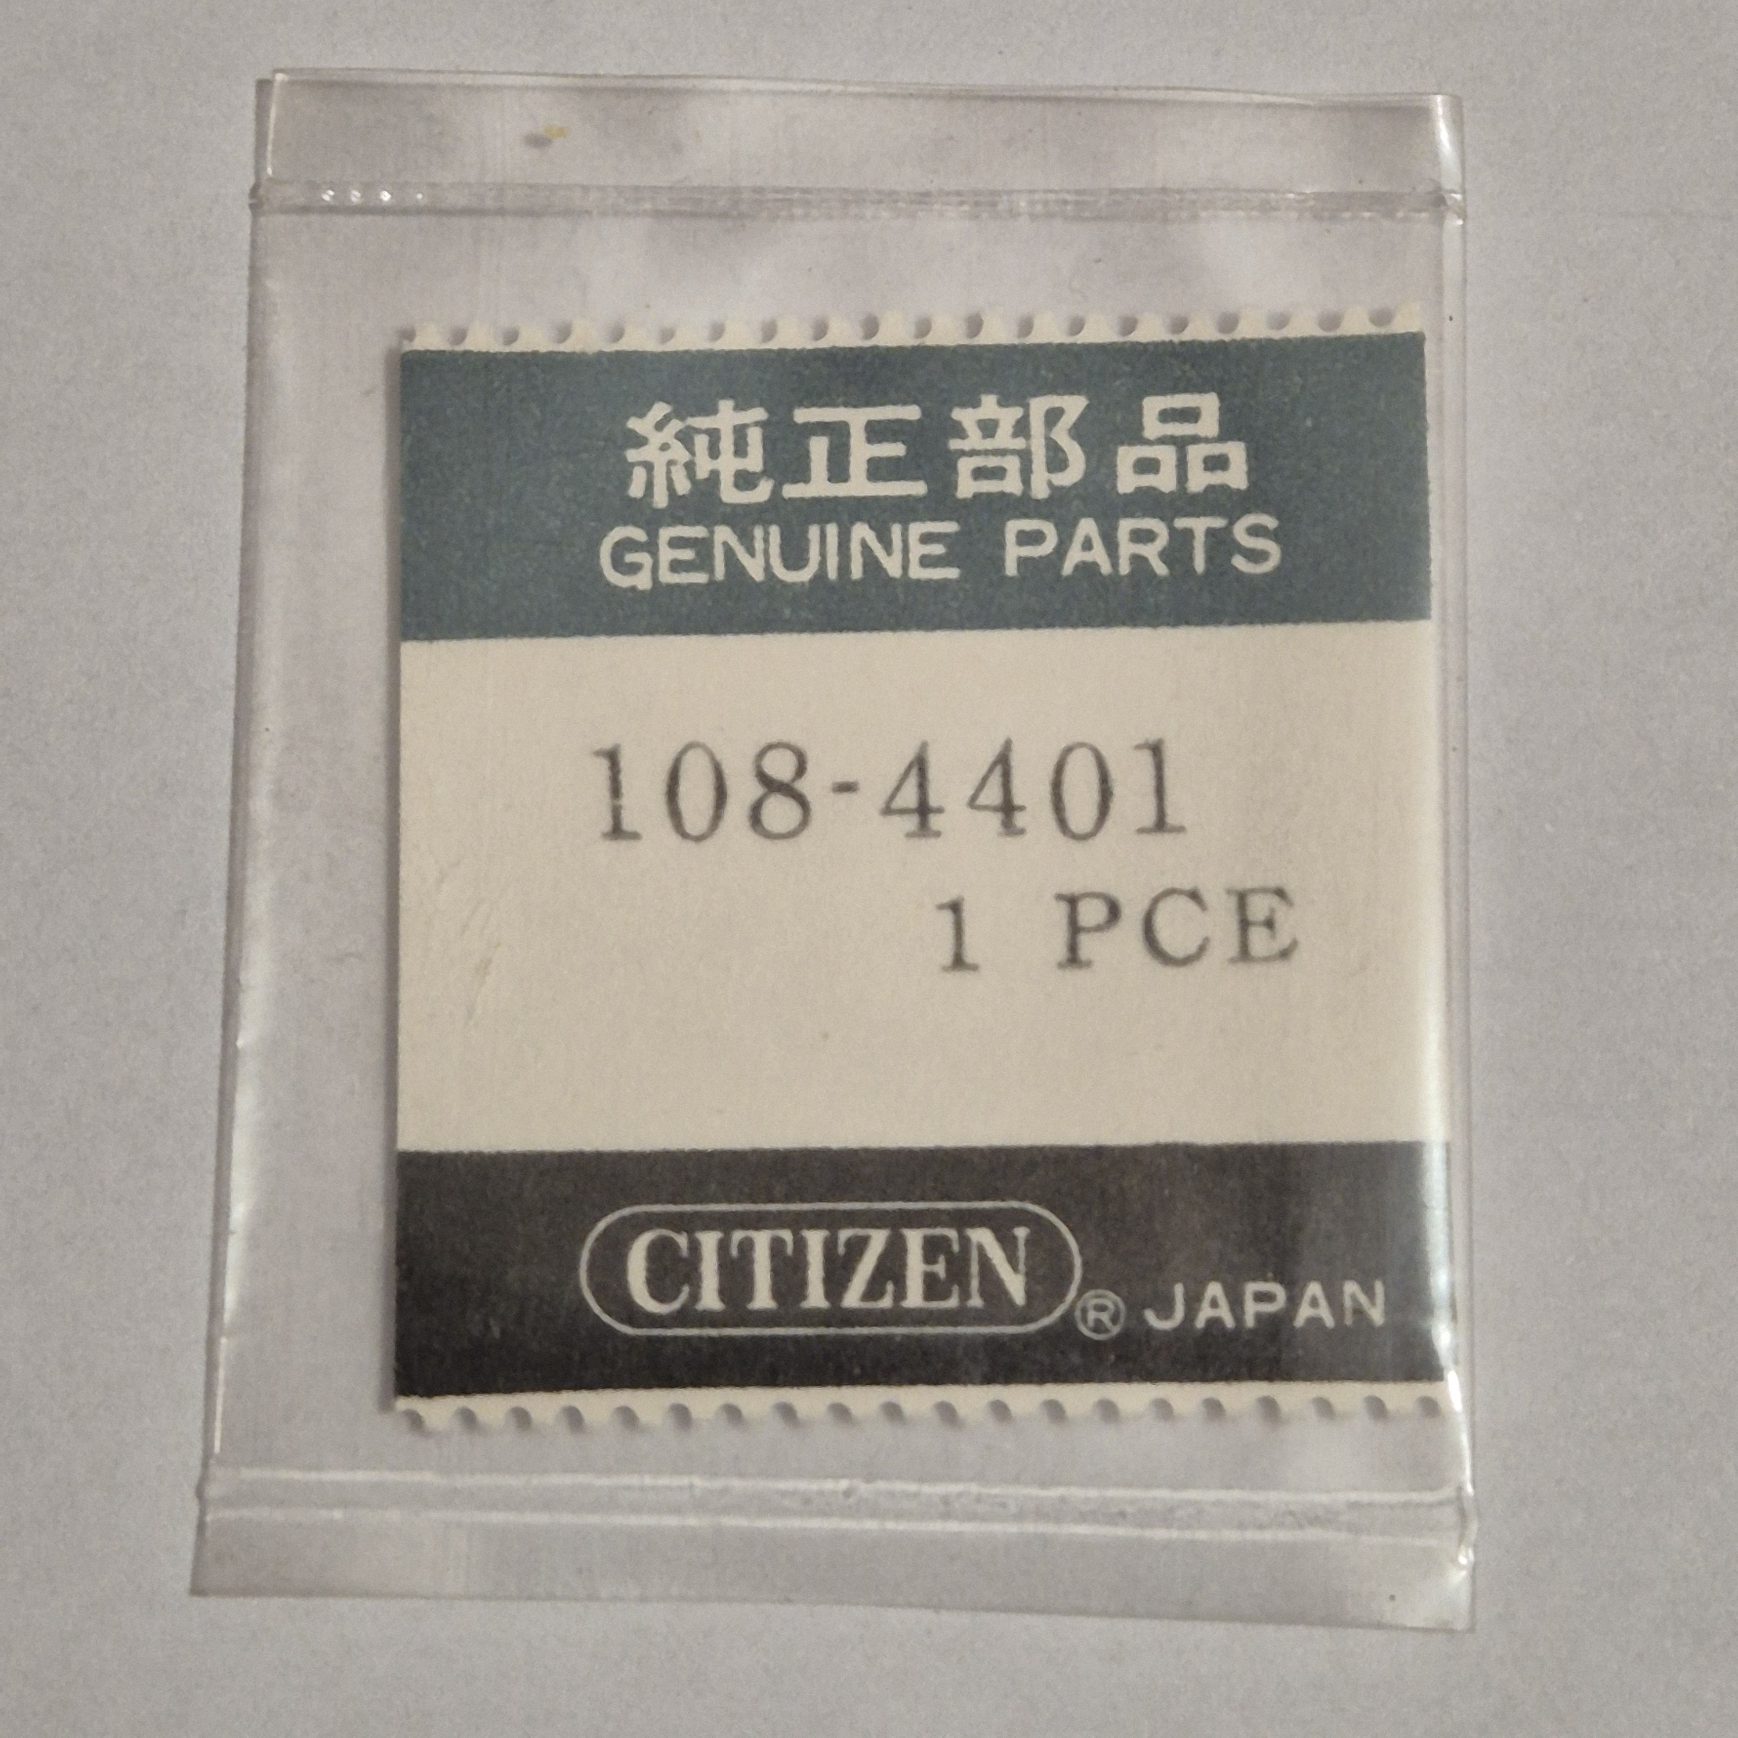 純正部品
GENUINE PARTS
108-4401
1 PCE
CITIZEN ® JAPAN